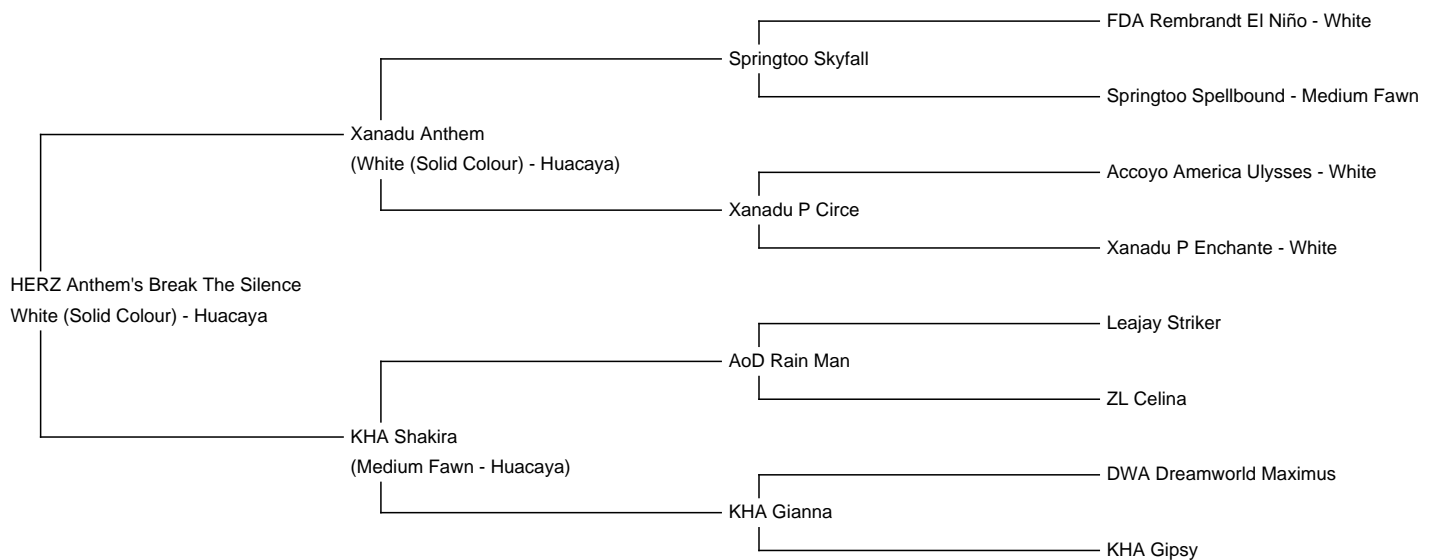 FDA Rembrandt El Niño - White
Springtoo Skyfall
Springtoo Spellbound - Medium Fawn
Xanadu Anthem
(White (Solid Colour) - Huacaya)
Accoyo America Ulysses - White
Xanadu P Circe
Xanadu P Enchante - White
HERZ Anthem's Break The Silence
White (Solid Colour) - Huacaya
Leajay Striker
AoD Rain Man
ZL Celina
KHA Shakira
(Medium Fawn - Huacaya)
DWA Dreamworld Maximus
KHA Gianna
KHA Gipsy